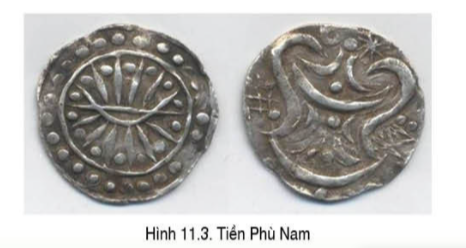 Hình 11.3. Tiền Phù Nam